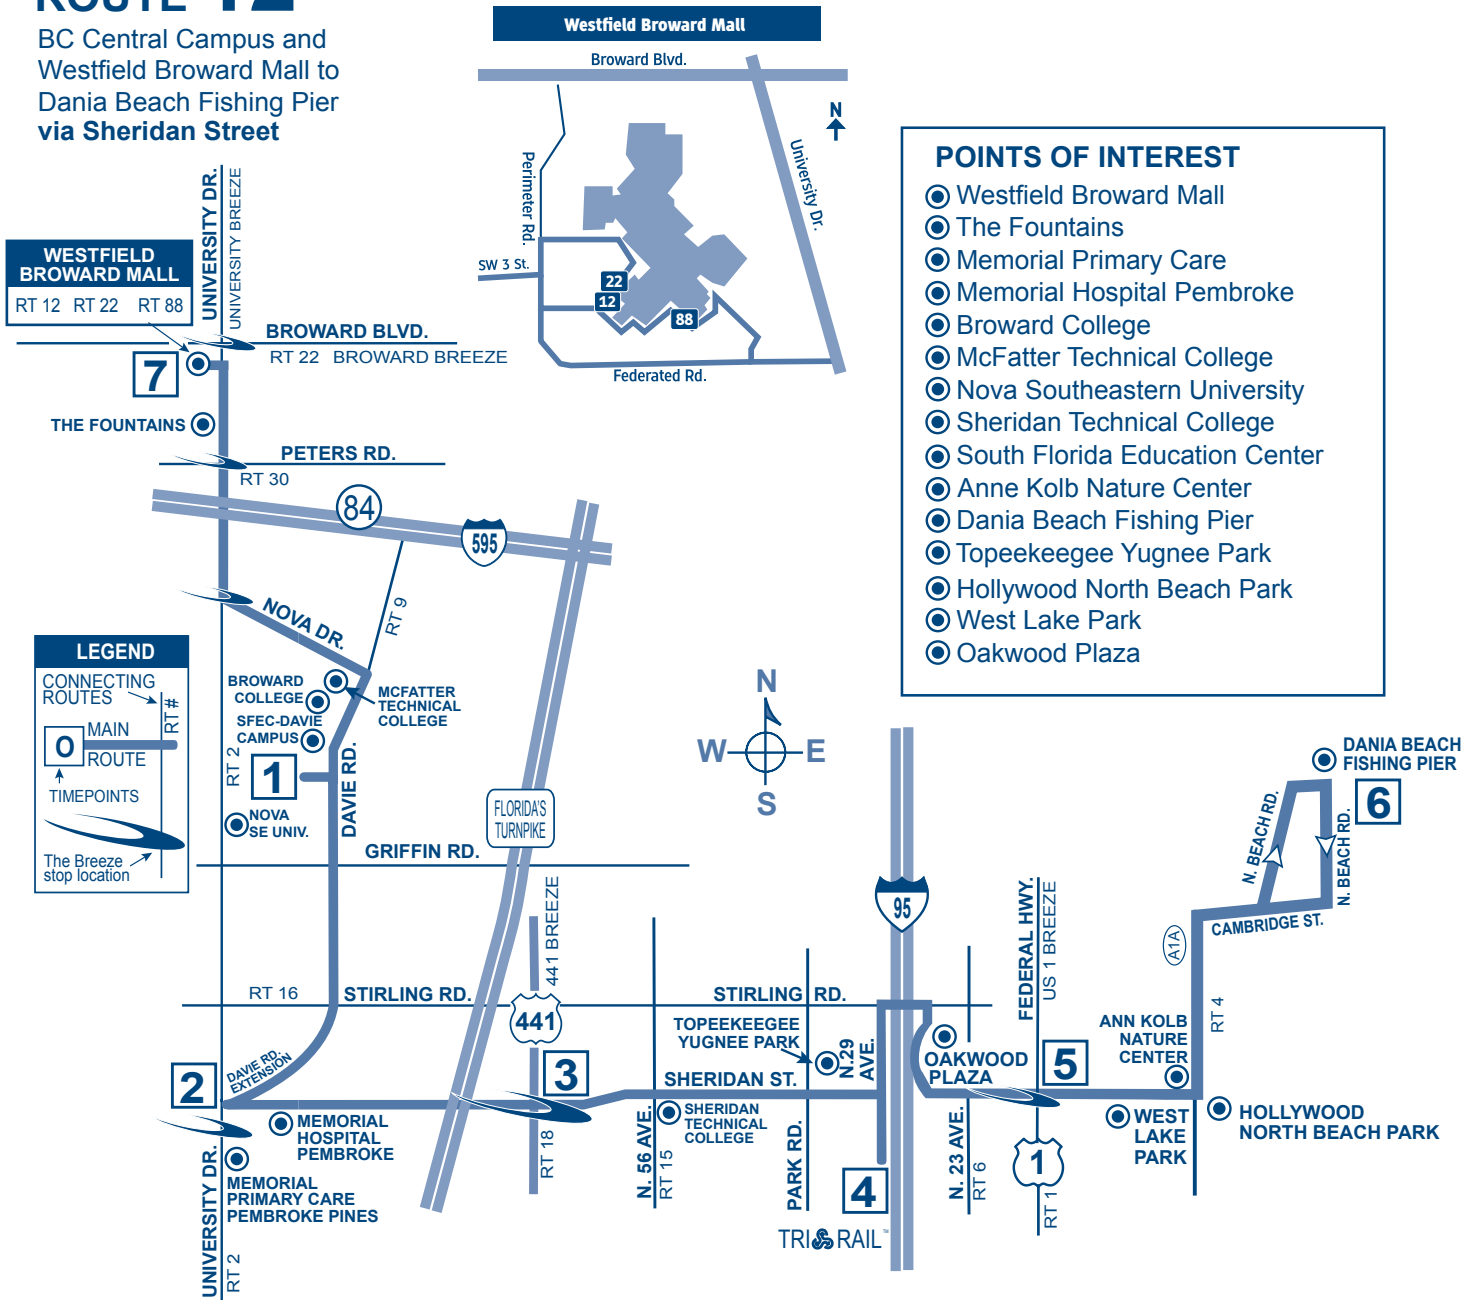 ROUTE 12
BC Central Campus and
Westfield Broward Mall to
Dania Beach Fishing Pier
via Sheridan Street
Westfield Broward Mall
Broward Blvd.
N
Perimeter Rd.
University Dr.
SW 3 St.
22
12
88
Federated Rd.
POINTS OF INTEREST
Westfield Broward Mall
The Fountains
Memorial Primary Care
Memorial Hospital Pembroke
Broward College
McFatter Technical College
Nova Southeastern University
Sheridan Technical College
South Florida Education Center
Anne Kolb Nature Center
Dania Beach Fishing Pier
Topeekeegee Yugnee Park
Hollywood North Beach Park
West Lake Park
Oakwood Plaza
UNIVERSITY DR.
UNIVERSITY BREEZE
WESTFIELD
BROWARD MALL
RT 12 RT 22 RT 88
BROWARD BLVD.
RT 22 BROWARD BREEZE
7
THE FOUNTAINS
PETERS RD.
RT 30
84
595
NOVA DR.
RT 9
LEGEND
CONNECTING
ROUTES
RT #
O
MAIN
ROUTE
TIMEPOINTS
The Breeze
stop location
BROWARD
COLLEGE
MCFATTER
TECHNICAL
COLLEGE
SFEC-DAVIE
CAMPUS
RT 2
1
DAVIE RD.
NOVA
SE UNIV.
FLORIDA'S
TURNPIKE
GRIFFIN RD.
N
W
E
S
DANIA BEACH
FISHING PIER
6
N. BEACH RD.
N. BEACH RD.
CAMBRIDGE ST.
A1A
RT 4
95
441 BREEZE
FEDERAL HWY.
US 1 BREEZE
RT 16
STIRLING RD.
STIRLING RD.
441
TOPEEKEEGEE
YUGNEE PARK
N.29
AVE.
OAKWOOD
PLAZA
5
ANN KOLB
NATURE
CENTER
2
DAVIE RD.
EXTENSION
3
SHERIDAN ST.
MEMORIAL
HOSPITAL
PEMBROKE
MEMORIAL
PRIMARY CARE
PEMBROKE PINES
UNIVERSITY DR.
RT 2
RT 18
N. 56 AVE.
RT 15
SHERIDAN
TECHNICAL
COLLEGE
PARK RD.
4
TRI RAIL
N. 23 AVE.
RT 6
1
RT 1
WEST
LAKE
PARK
HOLLYWOOD
NORTH BEACH PARK